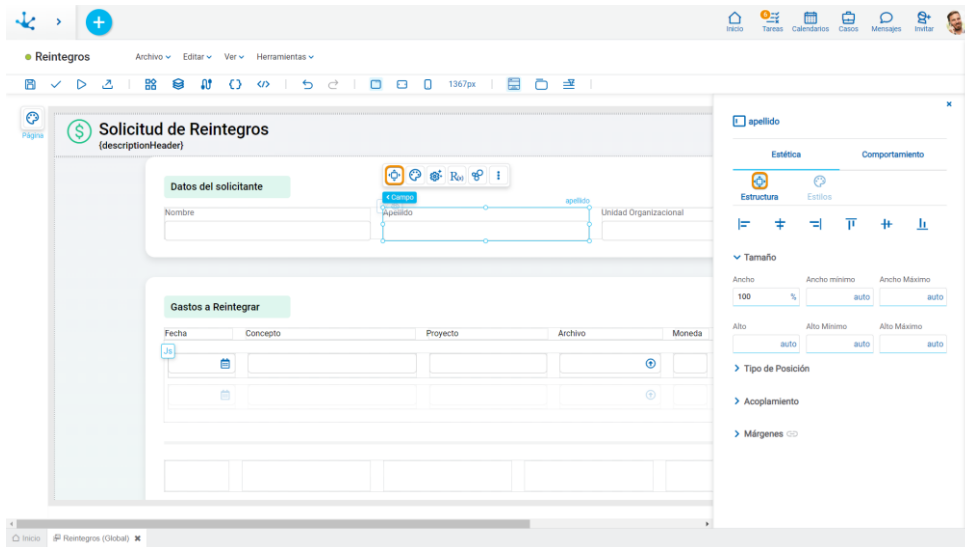 6
Inicio
Tareas
Calendarios
Casos
Mensajes
Invitar
Reintegros
Archivo
Editar
Ver
Herramientas
1367px
Página
Solicitud de Reintegros
{descriptionHeader}
Datos del solicitante
R(x)
Campo
apellido
Nombre
Apellido
Unidad Organizacional
Gastos a Reintegrar
Fecha
Concepto
Proyecto
Archivo
Moneda
Js
apellido
Estética
Comportamiento
Estructura
Estilos
Tamaño
Ancho
Ancho minimo
Ancho Máximo
100 %
auto
auto
Alto
Alto Minimo
Alto Máximo
auto
auto
auto
Tipo de Posición
Acoplamiento
Márgenes
Inicio
Reintegros (Global)